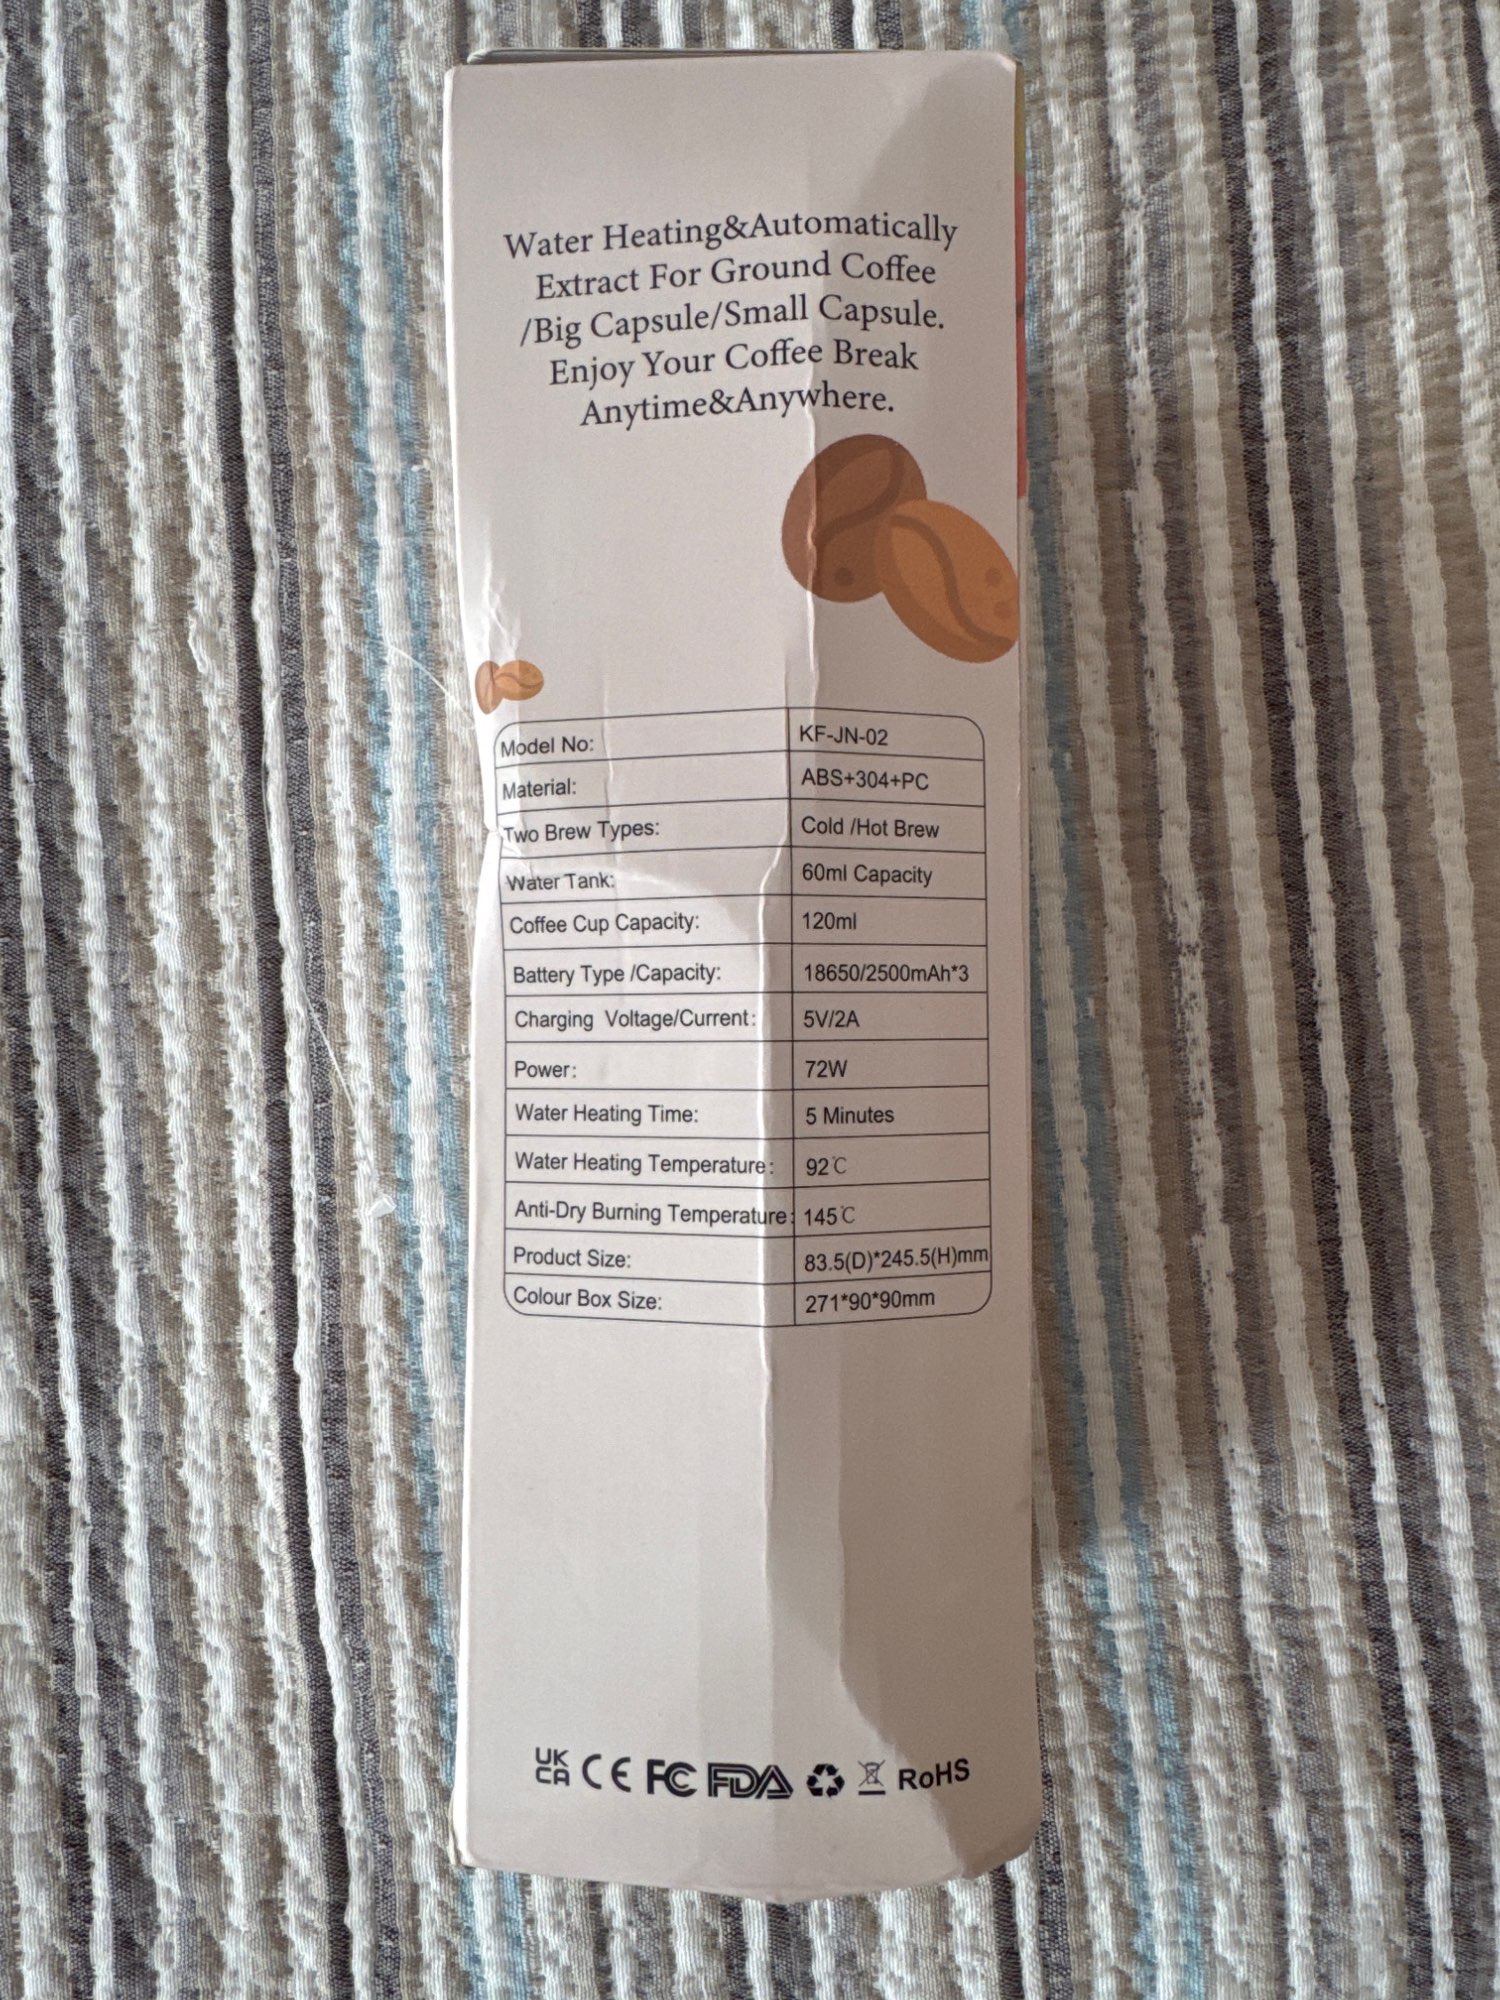 Water Heating&Automatically
Extract For Ground Coffee
/Big Capsule/Small Capsule.
Enjoy Your Coffee Break
Anytime&Anywhere.
Model No: KF-JN-02
Material: ABS+304+PC
Two Brew Types: Cold /Hot Brew
Water Tank: 60ml Capacity
Coffee Cup Capacity: 120ml
Battery Type /Capacity: 18650/2500mAh*3
Charging Voltage/Current: 5V/2A
Power: 72W
Water Heating Time: 5 Minutes
Water Heating Temperature: 92℃
Anti-Dry Burning Temperature: 145℃
Product Size: 83.5(D)*245.5(H)mm
Colour Box Size: 271*90*90mm
UK CA CE FC FDA RoHS